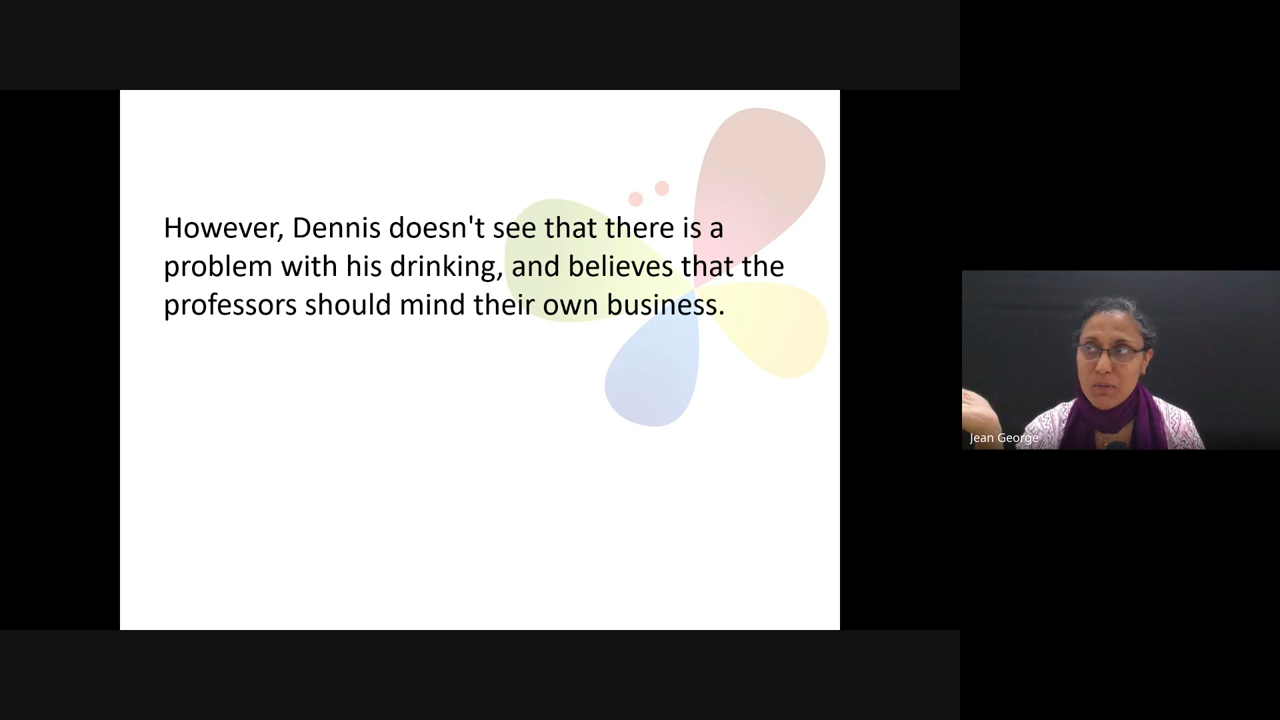 However, Dennis doesn't see that there is a
problem with his drinking, and believes that the
professors should mind their own business.
Jean George